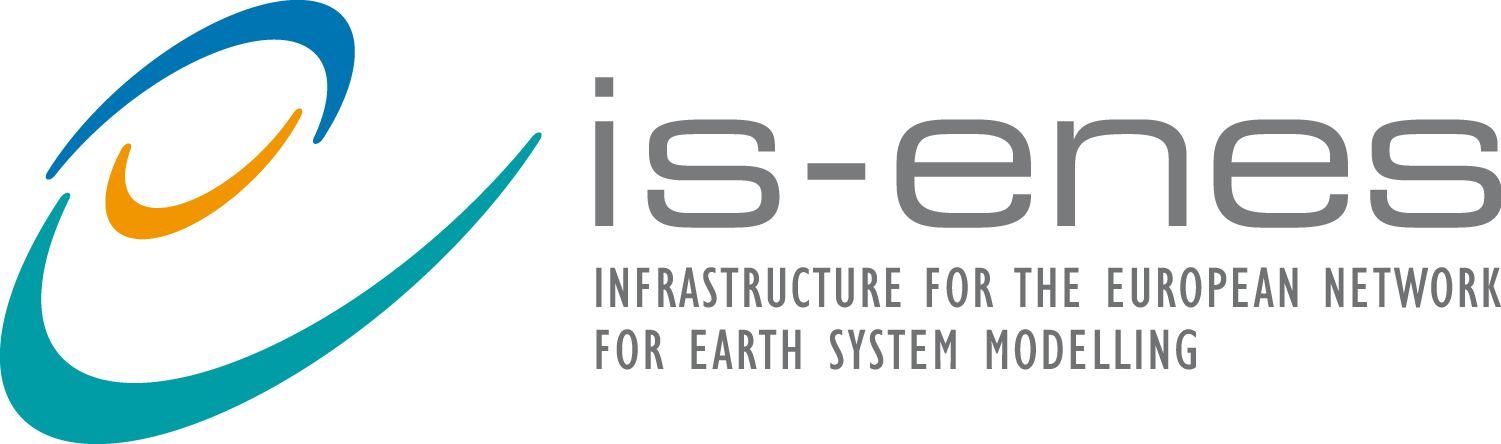 is-enes
INFRASTRUCTURE FOR THE EUROPEAN NETWORK
FOR EARTH SYSTEM MODELLING